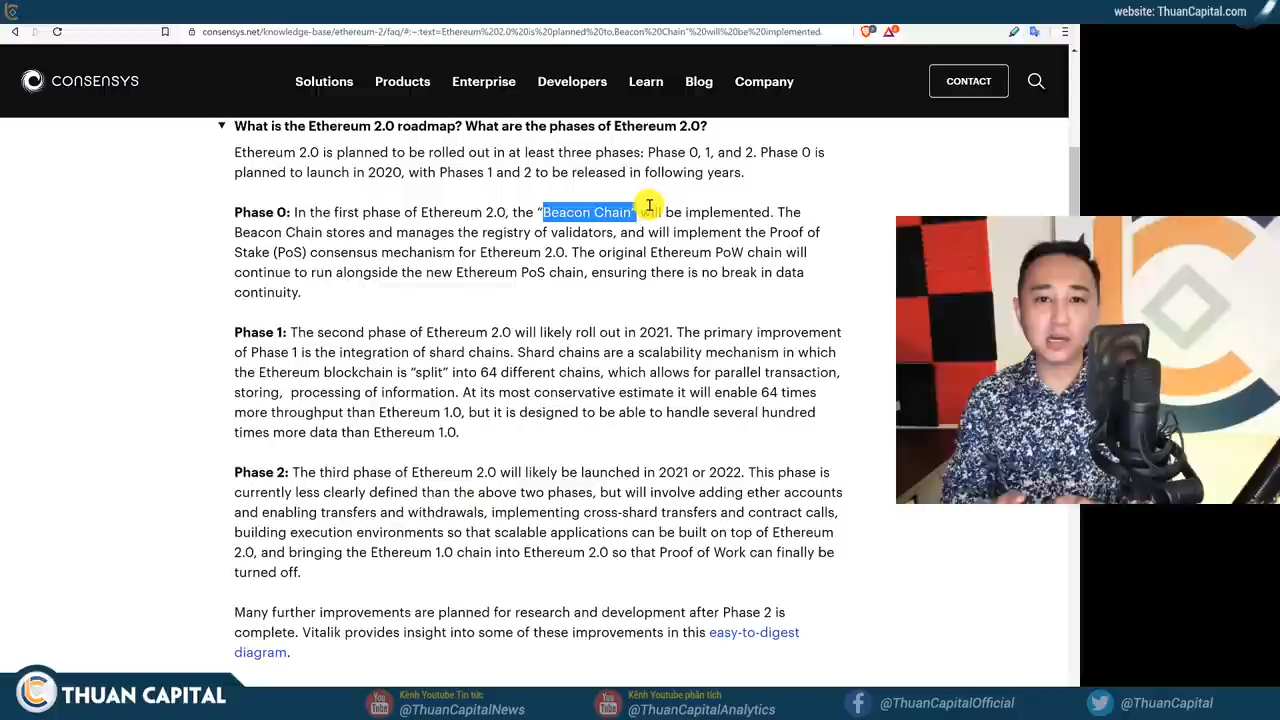 website: ThuanCapital.com
consensys.net/knowledge-base/ethereum-2/faq/#:~:text=Ethereum%202.0%20is%20planned%20to,Beacon%20Chain"%20will%20be%20implemented.
CONSENSYS
Solutions Products Enterprise Developers Learn Blog Company
CONTACT
What is the Ethereum 2.0 roadmap? What are the phases of Ethereum 2.0?
Ethereum 2.0 is planned to be rolled out in at least three phases: Phase 0, 1, and 2. Phase 0 is
planned to launch in 2020, with Phases 1 and 2 to be released in following years.
Phase 0: In the first phase of Ethereum 2.0, the “Beacon Chain” will be implemented. The
Beacon Chain stores and manages the registry of validators, and will implement the Proof of
Stake (PoS) consensus mechanism for Ethereum 2.0. The original Ethereum PoW chain will
continue to run alongside the new Ethereum PoS chain, ensuring there is no break in data
continuity.
Phase 1: The second phase of Ethereum 2.0 will likely roll out in 2021. The primary improvement
of Phase 1 is the integration of shard chains. Shard chains are a scalability mechanism in which
the Ethereum blockchain is “split” into 64 different chains, which allows for parallel transaction,
storing, processing of information. At its most conservative estimate it will enable 64 times
more throughput than Ethereum 1.0, but it is designed to be able to handle several hundred
times more data than Ethereum 1.0.
Phase 2: The third phase of Ethereum 2.0 will likely be launched in 2021 or 2022. This phase is
currently less clearly defined than the above two phases, but will involve adding ether accounts
and enabling transfers and withdrawals, implementing cross-shard transfers and contract calls,
building execution environments so that scalable applications can be built on top of Ethereum
2.0, and bringing the Ethereum 1.0 chain into Ethereum 2.0 so that Proof of Work can finally be
turned off.
Many further improvements are planned for research and development after Phase 2 is
complete. Vitalik provides insight into some of these improvements in this easy-to-digest
diagram.
THUAN CAPITAL
You Tube
Kênh Youtube Tin tức:
@ThuanCapitalNews
You Tube
Kênh Youtube phân tích
@ThuanCapitalAnalytics
@ThuanCapitalOfficial
@ThuanCapital